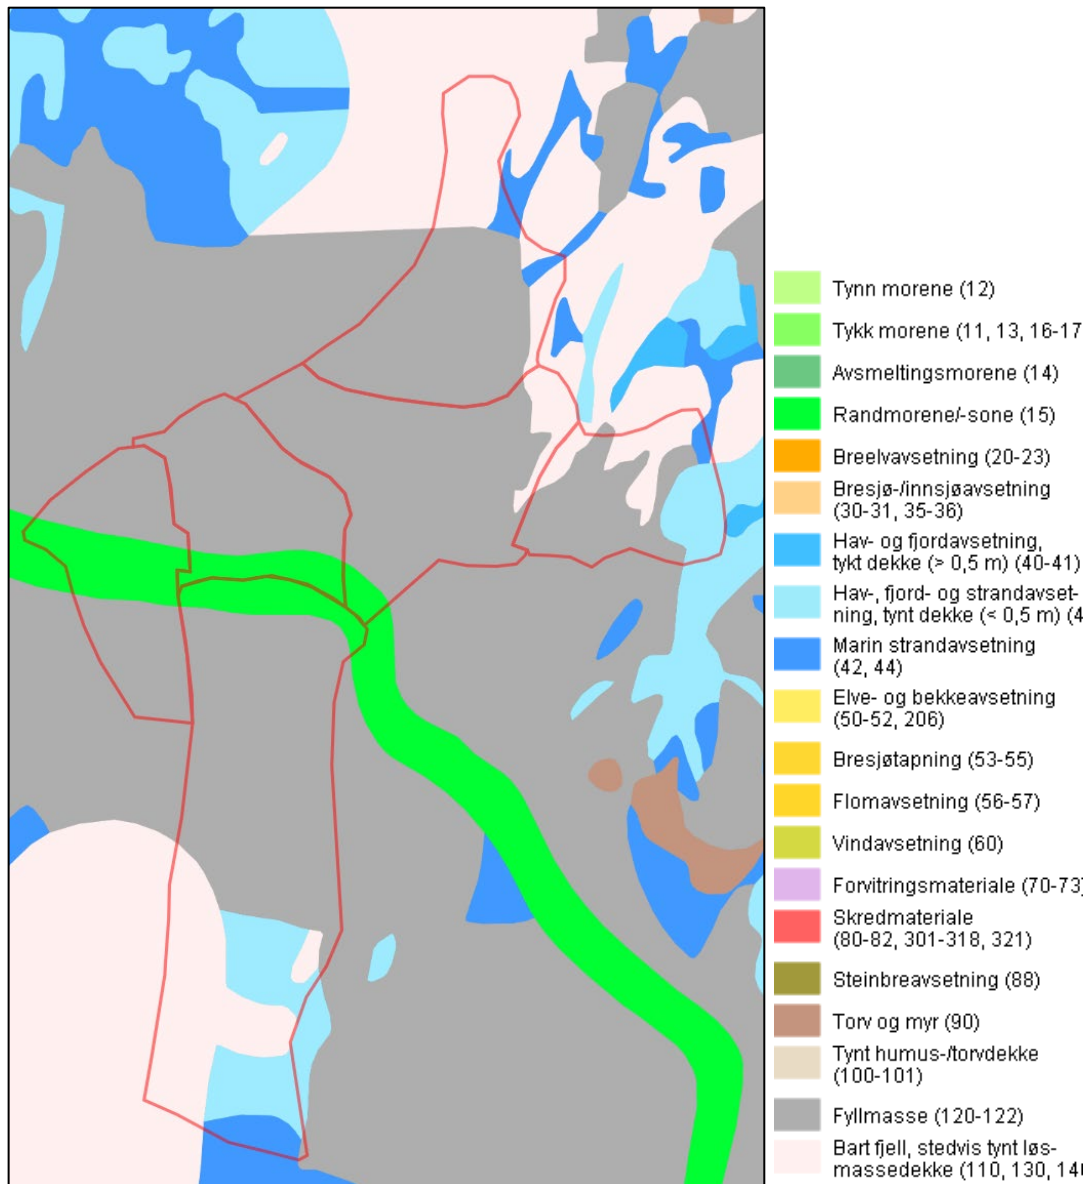 Tynn morene (12)
Tykk morene (11, 13, 16-17
Avsmeltingsmorene (14)
Randmorene/-sone (15)
Breelvavsetning (20-23)
Bresjø-/innsjøavsetning
(30-31, 35-36)
Hav- og fjordavsetning,
tykt dekke (> 0,5 m) (40-41)
Hav-, fjord- og strandavset-
ning, tynt dekke (< 0,5 m) (4
Marin strandavsetning
(42, 44)
Elve- og bekkeavsetning
(50-52, 206)
Bresjøtapning (53-55)
Flomavsetning (56-57)
Vindavsetning (60)
Forvitringsmateriale (70-73)
Skredmateriale
(80-82, 301-318, 321)
Steinbreavsetning (88)
Torv og myr (90)
Tynt humus-/torvdekke
(100-101)
Fyllmasse (120-122)
Bart fjell, stedvis tynt løs-
massedekke (110, 130, 140